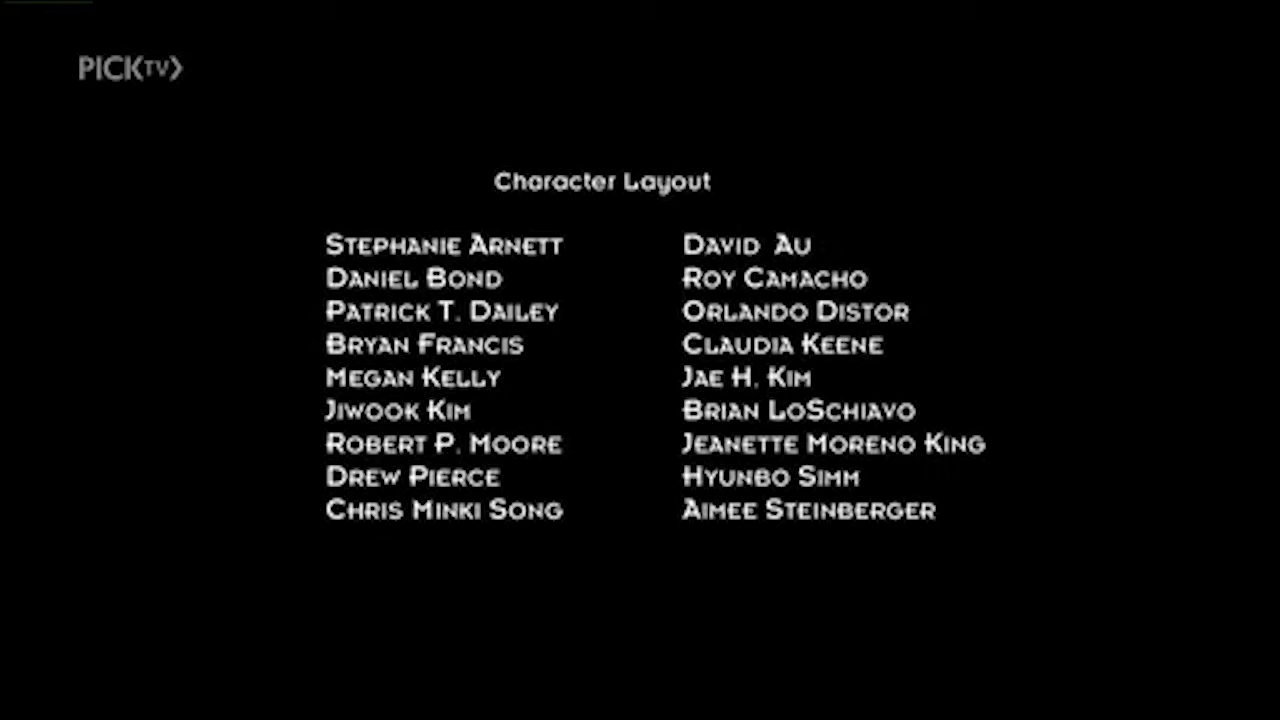 PICK TV
Character Layout
STEPHANIE ARNETT
DANIEL BOND
PATRICK T. DAILEY
BRYAN FRANCIS
MEGAN KELLY
JIWOOK KIM
ROBERT P. MOORE
DREW PIERCE
CHRIS MINKI SONG
DAVID AU
ROY CAMACHO
ORLANDO DISTOR
CLAUDIA KEENE
JAE H. KIM
BRIAN LOSCHIAVO
JEANETTE MORENO KING
HYUNBO SIMM
AIMEE STEINBERGER